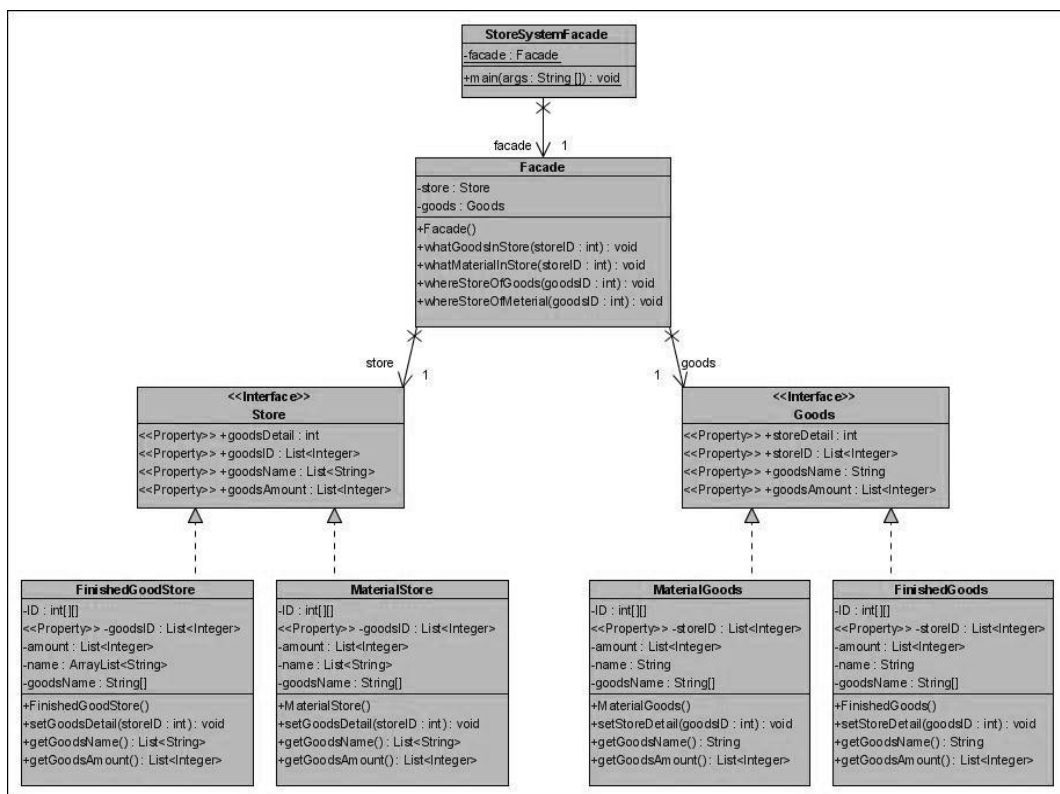 StoreSystemFacade
-facade : Facade
+main(args : String []) : void
facade 1
Facade
-store : Store
-goods : Goods
+Facade()
+whatGoodsInStore(storeID : int) : void
+whatMaterialInStore(storeID : int) : void
+whereStoreOfGoods(goodsID : int) : void
+whereStoreOfMeterial(goodsID : int) : void
store
1
goods
1
<<Interface>>
Store
<<Property>> +goodsDetail : int
<<Property>> +goodsID : List<Integer>
<<Property>> +goodsName : List<String>
<<Property>> +goodsAmount : List<Integer>
<<Interface>>
Goods
<<Property>> +storeDetail : int
<<Property>> +storeID : List<Integer>
<<Property>> +goodsName : String
<<Property>> +goodsAmount : List<Integer>
FinishedGoodStore
-ID : int[][]
<<Property>> -goodsID : List<Integer>
-amount : List<Integer>
-name : ArrayList<String>
-goodsName : String[]
+FinishedGoodStore()
+setGoodsDetail(storeID : int) : void
+getGoodsName() : List<String>
+getGoodsAmount() : List<Integer>
MaterialStore
-ID : int[][]
<<Property>> -goodsID : List<Integer>
-amount : List<Integer>
-name : List<String>
-goodsName : String[]
+MaterialStore()
+setGoodsDetail(storeID : int) : void
+getGoodsName() : List<String>
+getGoodsAmount() : List<Integer>
MaterialGoods
-ID : int[][]
<<Property>> -storeID : List<Integer>
-amount : List<Integer>
-name : String
-goodsName : String[]
+MaterialGoods()
+setStoreDetail(goodsID : int) : void
+getGoodsName() : String
+getGoodsAmount() : List<Integer>
FinishedGoods
-ID : int[][]
<<Property>> -storeID : List<Integer>
-amount : List<Integer>
-name : String
-goodsName : String[]
+FinishedGoods()
+setStoreDetail(goodsID : int) : void
+getGoodsName() : String
+getGoodsAmount() : List<Integer>